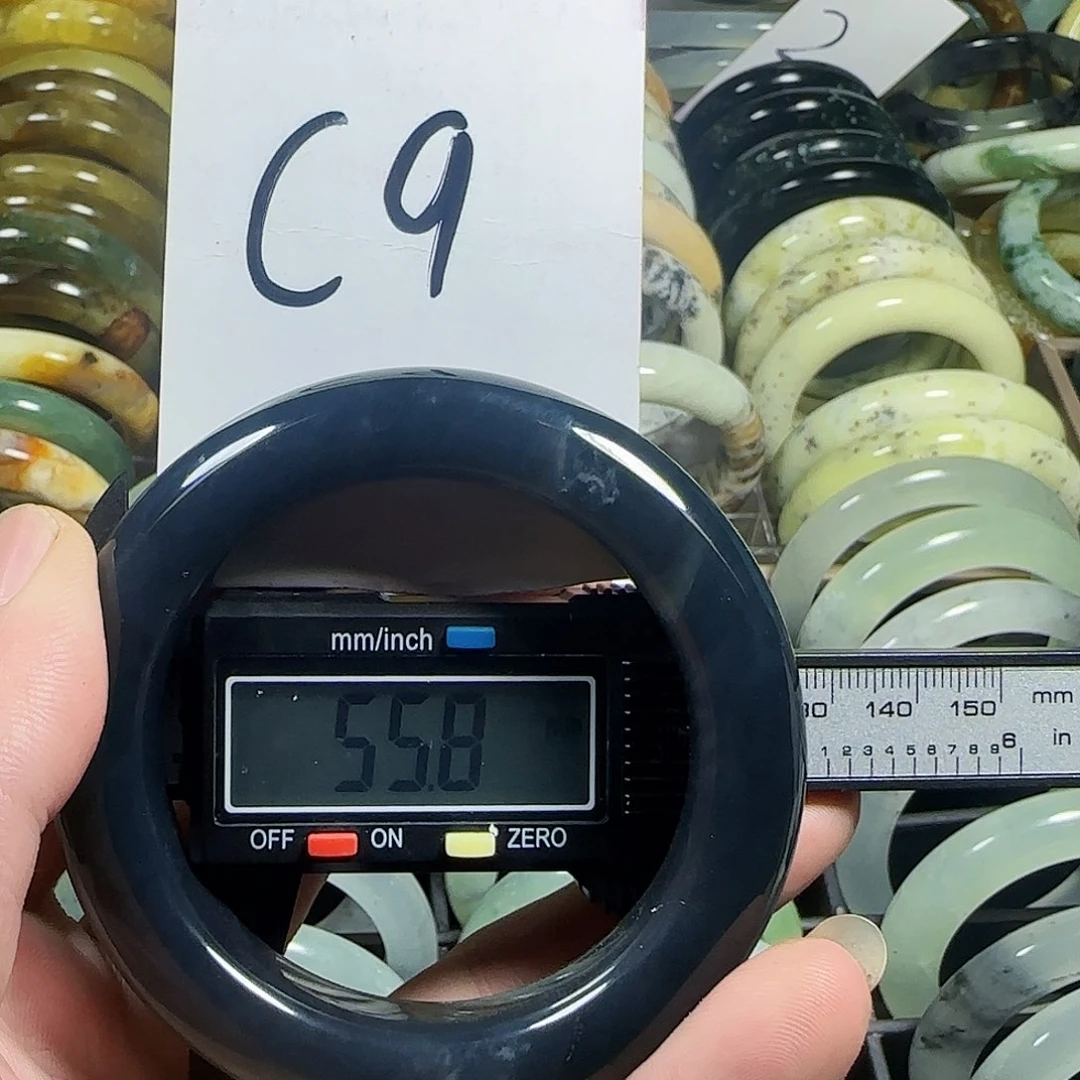 2
C9
mm/inch
55.8
30 140 150 mm
1 2 3 4 5 6 7 8 9 6 in
OFF ON ZERO